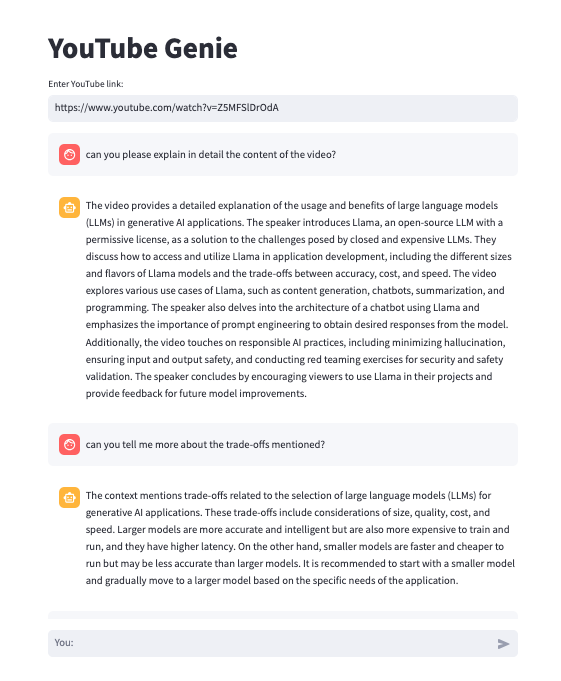 YouTube Genie
Enter YouTube link:
https://www.youtube.com/watch?v=Z5MFSlDrOdA
can you please explain in detail the content of the video?
The video provides a detailed explanation of the usage and benefits of large language models
(LLMs) in generative AI applications. The speaker introduces Llama, an open-source LLM with a
permissive license, as a solution to the challenges posed by closed and expensive LLMs. They
discuss how to access and utilize Llama in application development, including the different sizes
and flavors of Llama models and the trade-offs between accuracy, cost, and speed. The video
explores various use cases of Llama, such as content generation, chatbots, summarization, and
programming. The speaker also delves into the architecture of a chatbot using Llama and
emphasizes the importance of prompt engineering to obtain desired responses from the model.
Additionally, the video touches on responsible AI practices, including minimizing hallucination,
ensuring input and output safety, and conducting red teaming exercises for security and safety
validation. The speaker concludes by encouraging viewers to use Llama in their projects and
provide feedback for future model improvements.
can you tell me more about the trade-offs mentioned?
The context mentions trade-offs related to the selection of large language models (LLMs) for
generative AI applications. These trade-offs include considerations of size, quality, cost, and
speed. Larger models are more accurate and intelligent but are also more expensive to train and
run, and they have higher latency. On the other hand, smaller models are faster and cheaper to
run but may be less accurate than larger models. It is recommended to start with a smaller model
and gradually move to a larger model based on the specific needs of the application.
You: